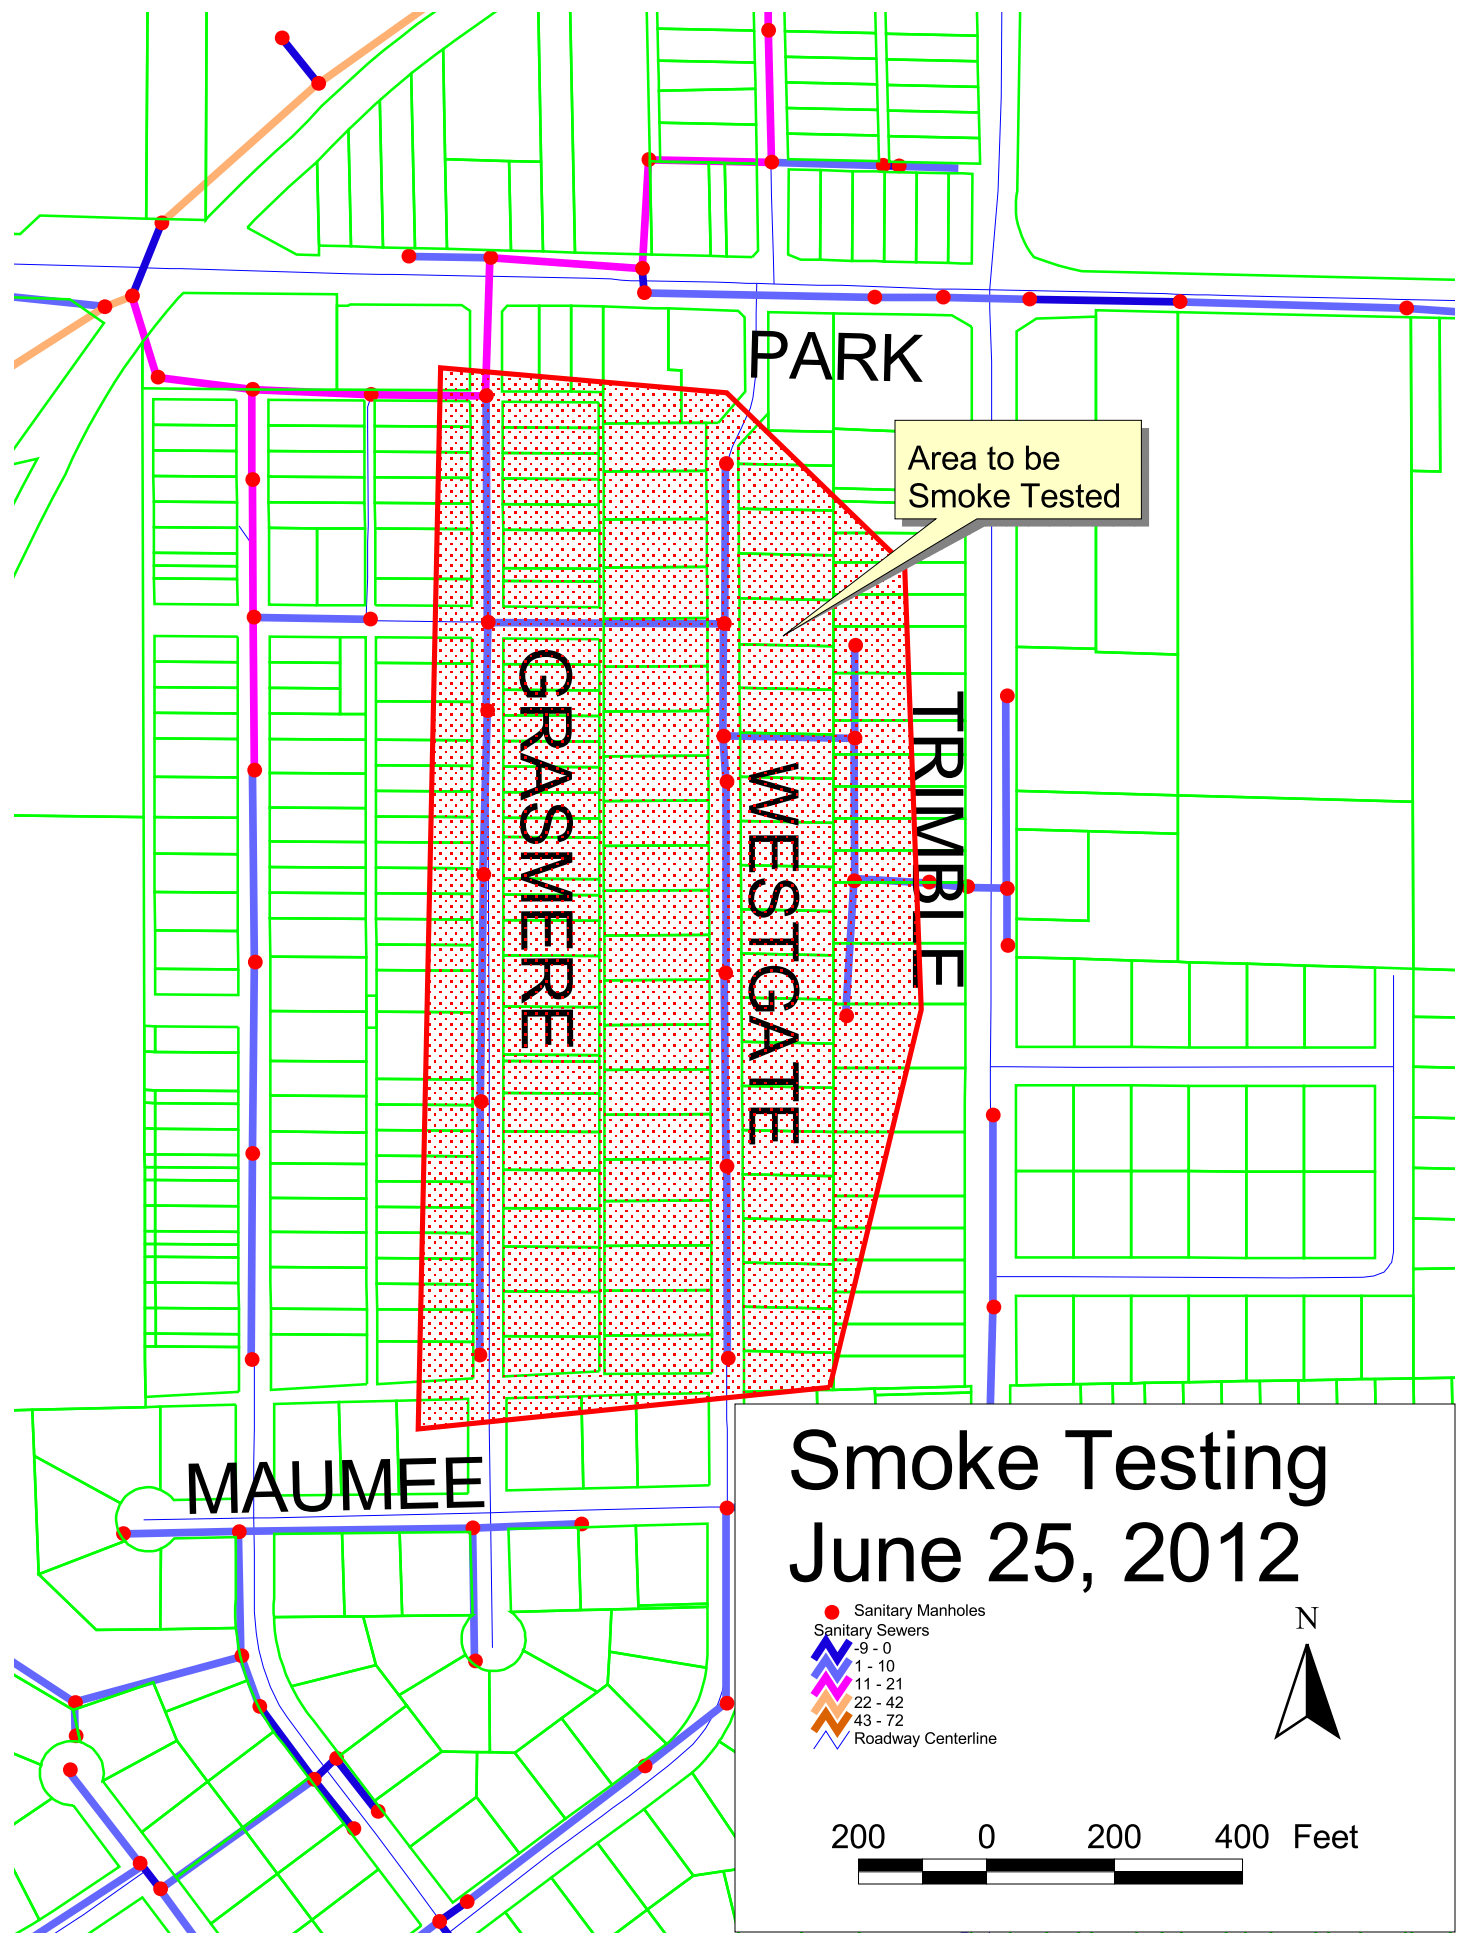 PARK
Area to be
Smoke Tested
GRASMERE
WESTGATE
TRIMBLE
MAUMEE
Smoke Testing
June 25, 2012
Sanitary Manholes
Sanitary Sewers
-9 - 0
1 - 10
11 - 21
22 - 42
43 - 72
Roadway Centerline
N
200 0 200 400 Feet